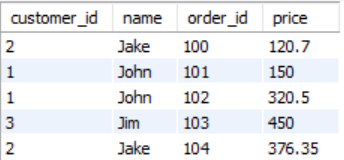 customer_id name order_id price
2 Jake 100 120.7
1 John 101 150
1 John 102 320.5
3 Jim 103 450
2 Jake 104 376.35